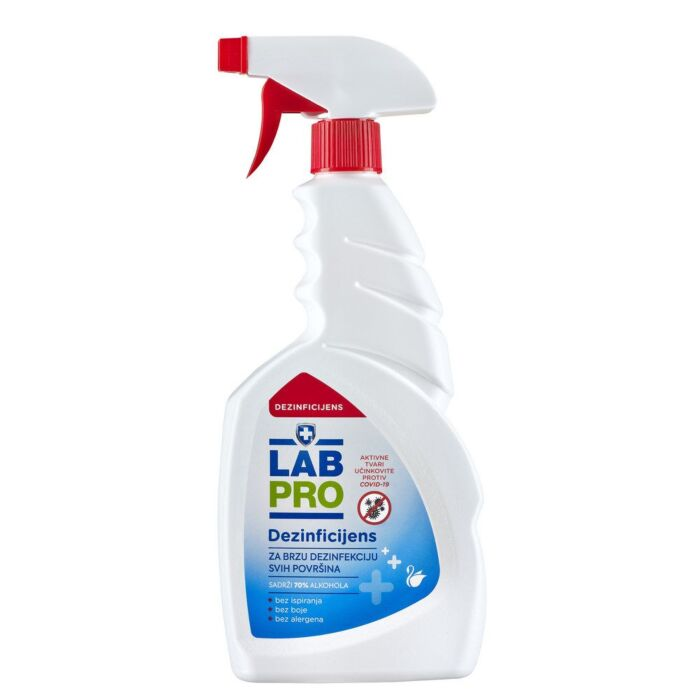 DEZINFICIJENS
LAB
PRO
AKTIVNE
TVARI
UČINKOVITE
PROTIV
COVID-19
Dezinficijens
ZA BRZU DEZINFEKCIJU
SVIH POVRŠINA
SADRŽI 70% ALKOHOLA
• bez ispiranja
• bez boje
• bez alergena